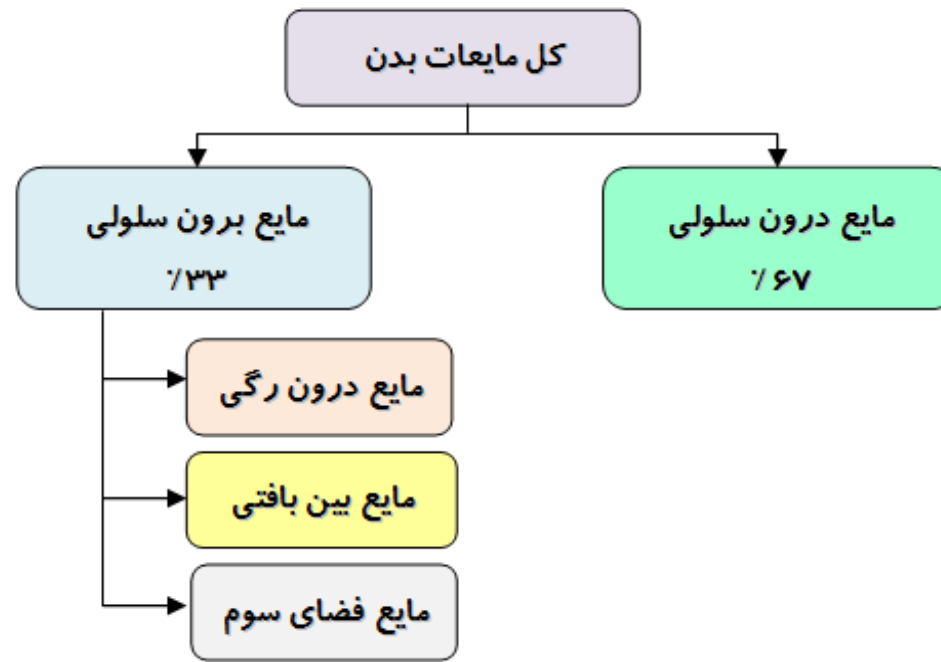 کل مایعات بدن
مایع درون سلولی
٪۶۷
مایع برون سلولی
٪۳۳
مایع درون رگی
مایع بین بافتی
مایع فضای سوم